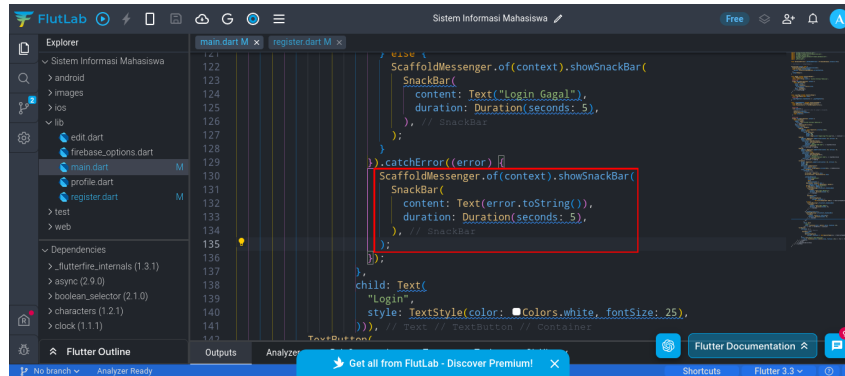 FlutLab
Sistem Informasi Mahasiswa
Free
A
Explorer
main.dart M ×
register.dart M ×
Sistem Informasi Mahasiswa
android
images
ios
lib
edit.dart
firebase_options.dart
main.dart M
profile.dart
register.dart M
test
web
Dependencies
_flutterfire_internals (1.3.1)
async (2.9.0)
boolean_selector (2.1.0)
characters (1.2.1)
clock (1.1.1)
Flutter Outline
121 } else {
122 ScaffoldMessenger.of(context).showSnackBar(
123 SnackBar(
124 content: Text("Login Gagal"),
125 duration: Duration(seconds: 5),
126 ), // SnackBar
127 );
128 }
129 }).catchError((error) {
130 ScaffoldMessenger.of(context).showSnackBar(
131 SnackBar(
132 content: Text(error.toString()),
133 duration: Duration(seconds: 5),
134 ), // SnackBar
135 );
136 });
137 },
138 child: Text(
139 "Login",
140 style: TextStyle(color: Colors.white, fontSize: 25),
141 ))), // Text // TextButton // Container
142 TextButton(
Outputs
Analyzer
Get all from FlutLab - Discover Premium!
Flutter Documentation
No branch
Analyzer Ready
Shortcuts
Flutter 3.3